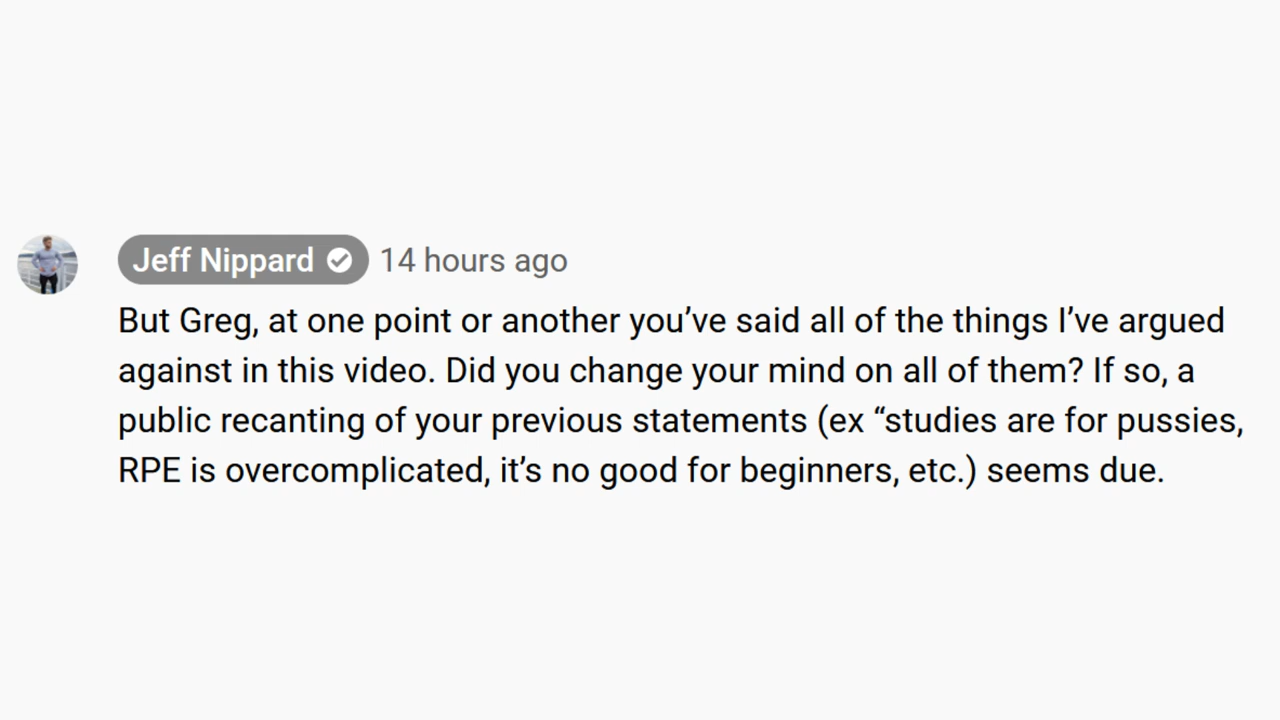 Jeff Nippard 14 hours ago
But Greg, at one point or another you’ve said all of the things I’ve argued
against in this video. Did you change your mind on all of them? If so, a
public recanting of your previous statements (ex “studies are for pussies,
RPE is overcomplicated, it’s no good for beginners, etc.) seems due.